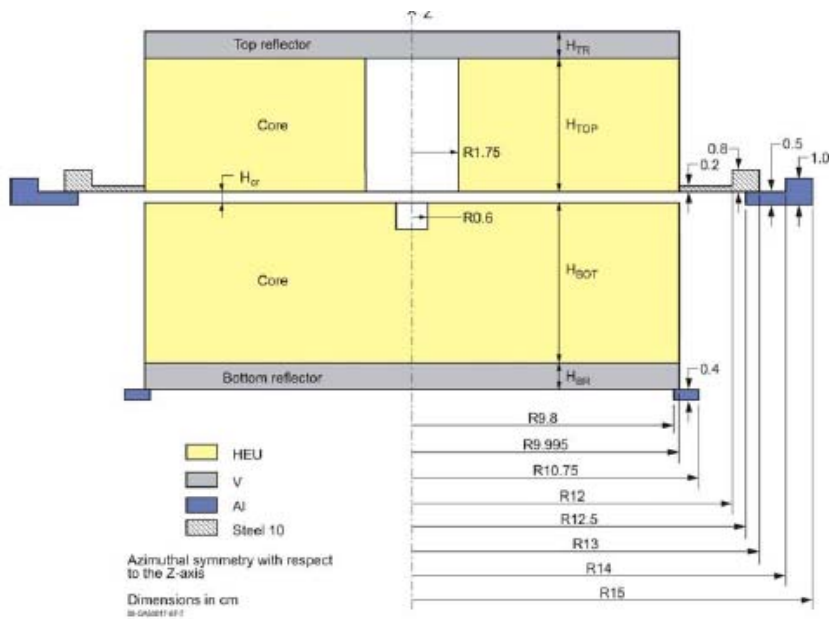 Z
Top reflector
H_TR
Core
H_TOP
R1.75
0.8
0.5
0.2
1.0
H_cr
R0.6
Core
H_BOT
Bottom reflector
H_BR
0.4
R9.8
R9.995
R10.75
R12
R12.5
R13
R14
R15
HEU
V
Al
Steel 10
Azimuthal symmetry with respect
to the Z-axis
Dimensions in cm